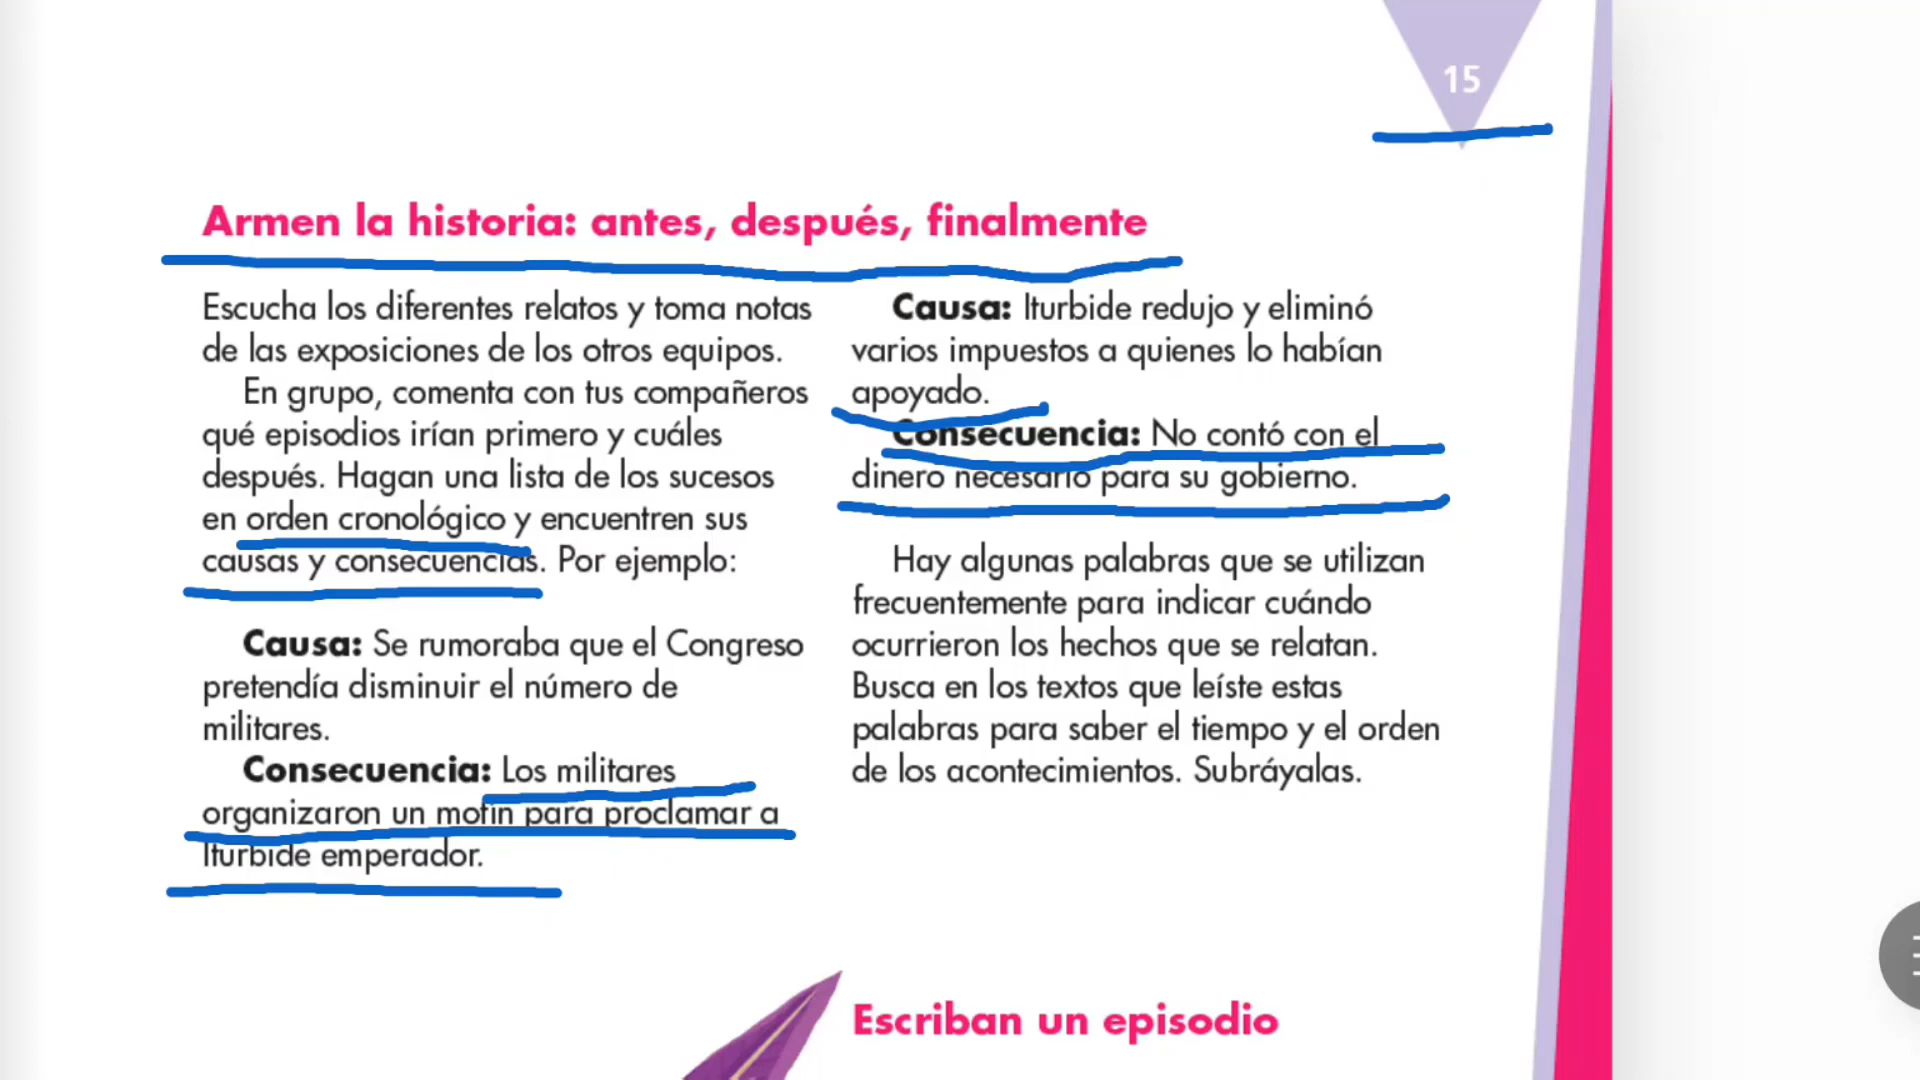 15
Armen la historia: antes, después, finalmente
Escucha los diferentes relatos y toma notas
de las exposiciones de los otros equipos.
En grupo, comenta con tus compañeros
qué episodios irían primero y cuáles
después. Hagan una lista de los sucesos
en orden cronológico y encuentren sus
causas y consecuencias. Por ejemplo:
Causa: Se rumoraba que el Congreso
pretendía disminuir el número de
militares.
Consecuencia: Los militares
organizaron un motín para proclamar a
Iturbide emperador.
Causa: Iturbide redujo y eliminó
varios impuestos a quienes lo habían
apoyado.
Consecuencia: No contó con el
dinero necesario para su gobierno.
Hay algunas palabras que se utilizan
frecuentemente para indicar cuándo
ocurrieron los hechos que se relatan.
Busca en los textos que leíste estas
palabras para saber el tiempo y el orden
de los acontecimientos. Subráyalas.
Escriban un episodio